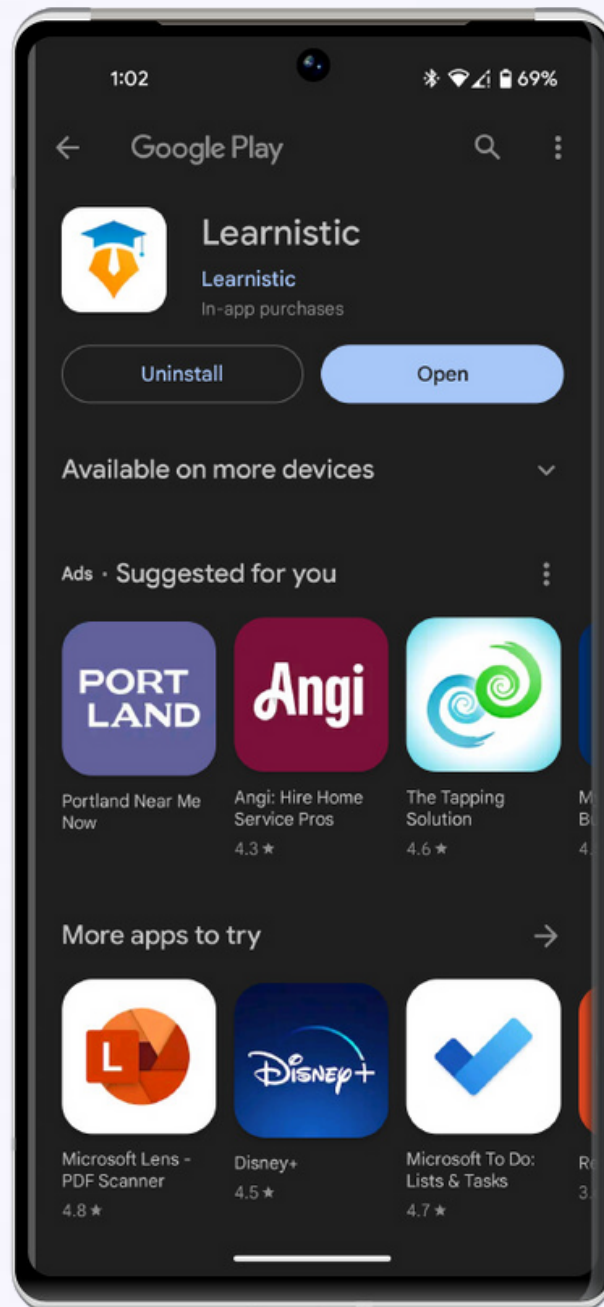 1:02
69%
Google Play
Learnistic
Learnistic
In-app purchases
Uninstall
Open
Available on more devices
Ads · Suggested for you
PORT
LAND
Angi
Portland Near Me
Now
Angi: Hire Home
Service Pros
4.3 ★
The Tapping
Solution
4.6 ★
More apps to try
L
Disney+
Microsoft Lens -
PDF Scanner
4.8 ★
Disney+
4.5 ★
Microsoft To Do:
Lists & Tasks
4.7 ★